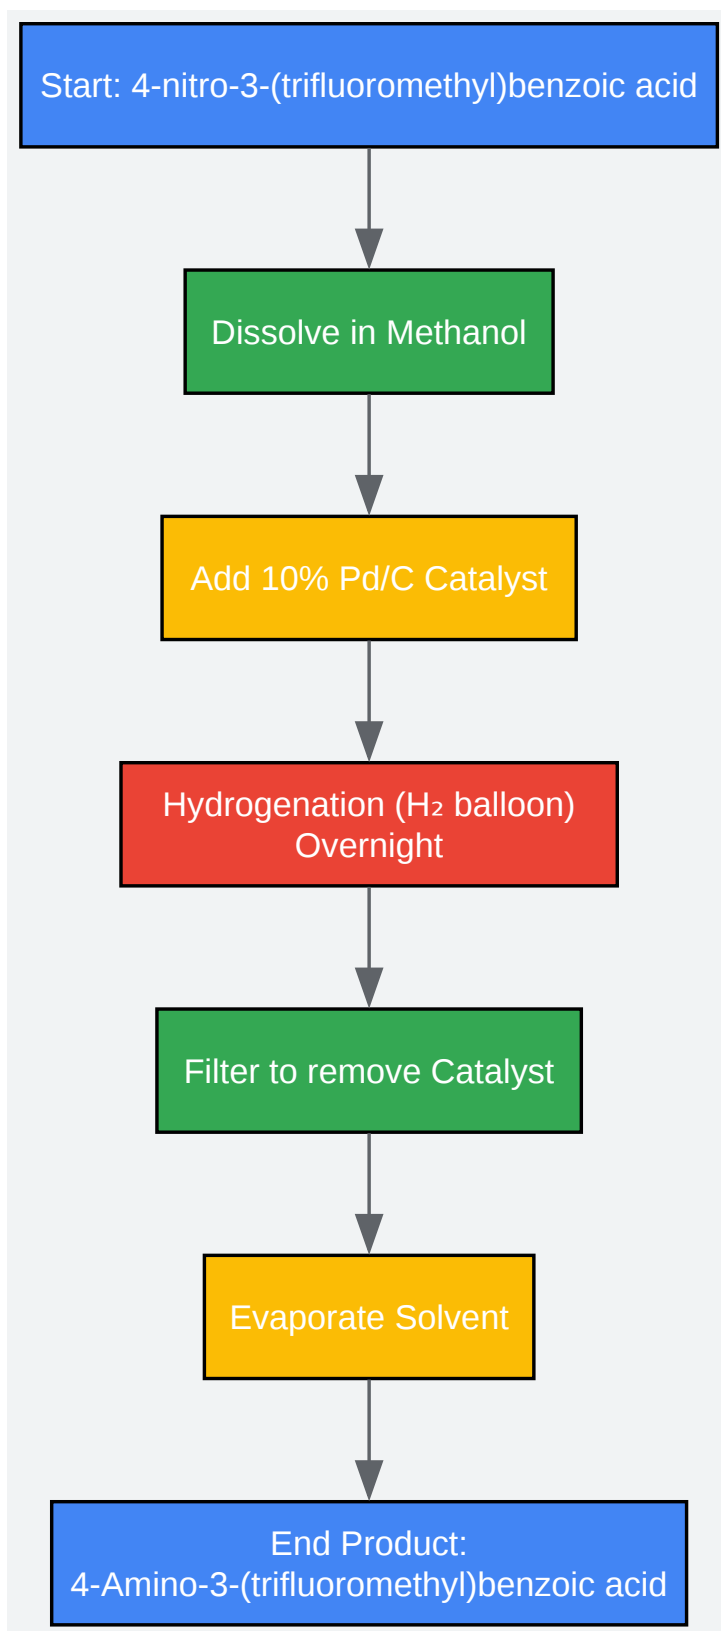 Start: 4-nitro-3-(trifluoromethyl)benzoic acid
Dissolve in Methanol
Add 10% Pd/C Catalyst
Hydrogenation (H₂ balloon)
Overnight
Filter to remove Catalyst
Evaporate Solvent
End Product:
4-Amino-3-(trifluoromethyl)benzoic acid